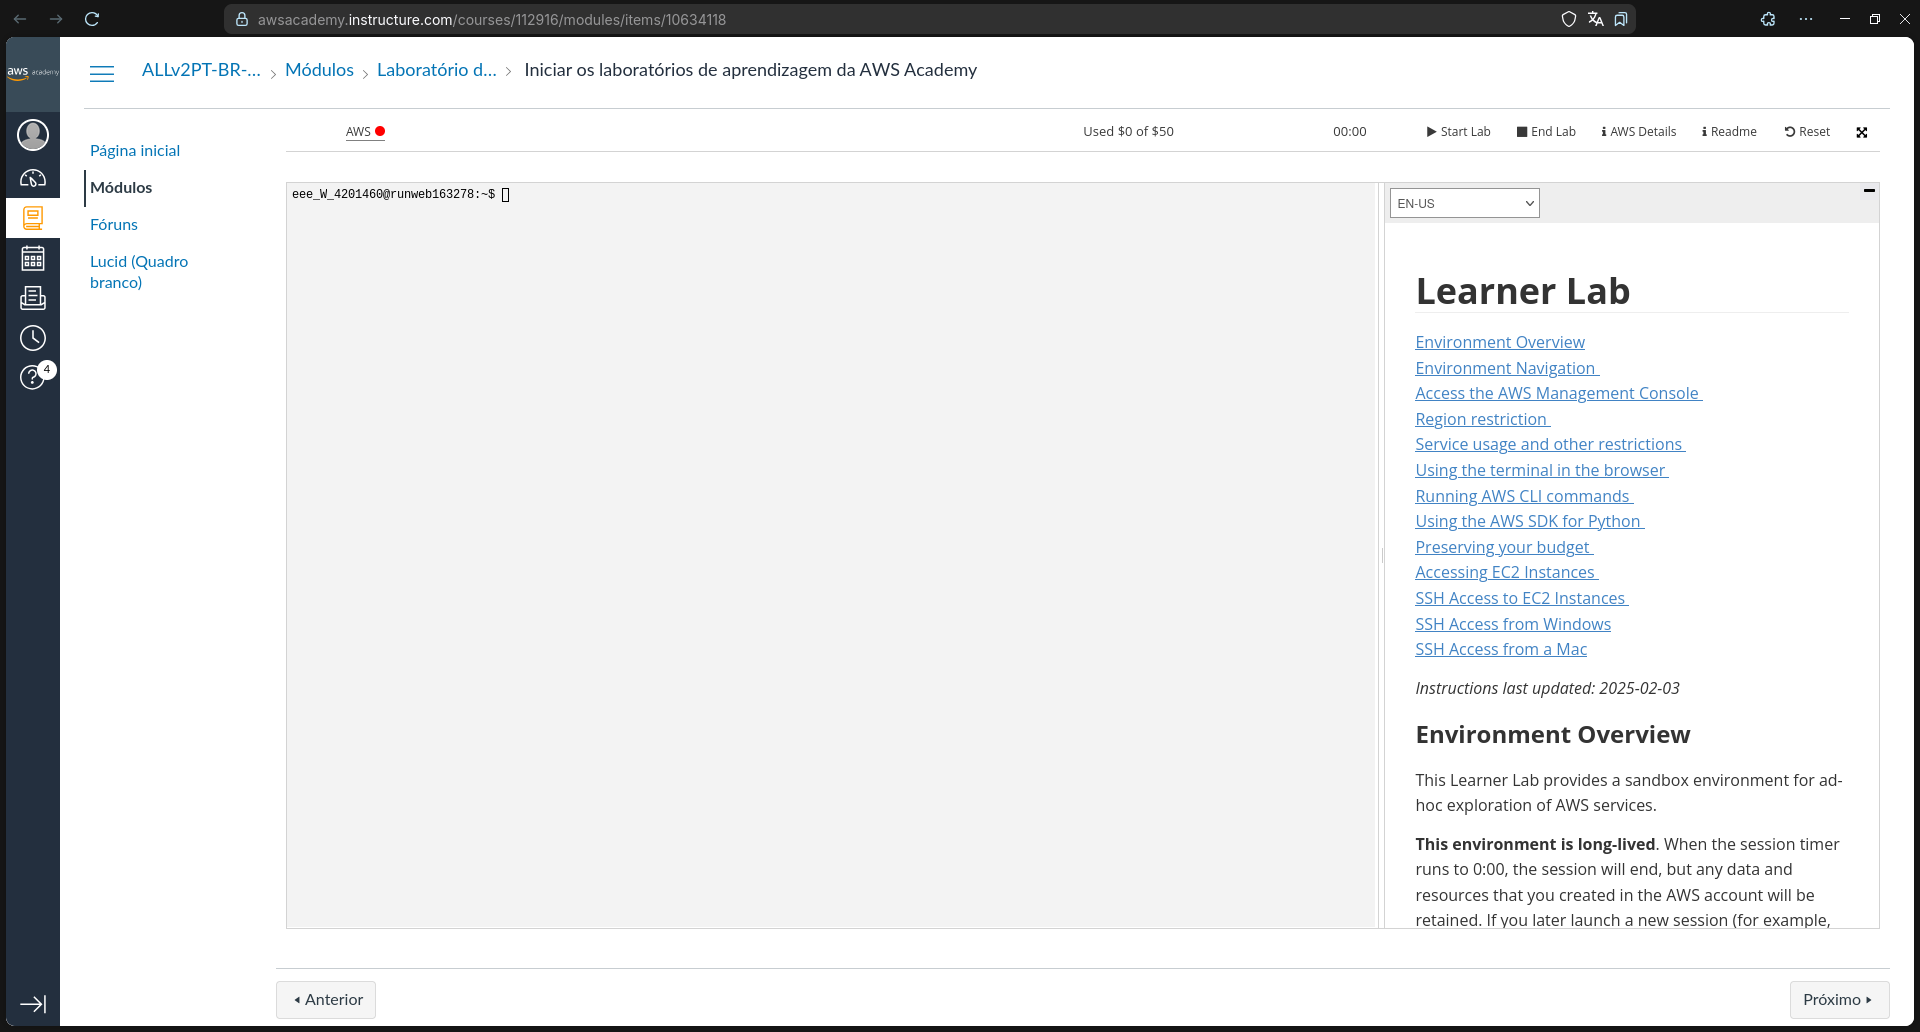 awsacademy.instructure.com/courses/112916/modules/items/10634118
aws academy
ALLv2PT-BR-...
Módulos
Laboratório d...
Iniciar os laboratórios de aprendizagem da AWS Academy
Página inicial
Módulos
Fóruns
Lucid (Quadro
branco)
4
AWS
Used $0 of $50
00:00
Start Lab
End Lab
AWS Details
Readme
Reset
eee_W_4201460@runweb163278:~$
EN-US
Learner Lab
Environment Overview
Environment Navigation
Access the AWS Management Console
Region restriction
Service usage and other restrictions
Using the terminal in the browser
Running AWS CLI commands
Using the AWS SDK for Python
Preserving your budget
Accessing EC2 Instances
SSH Access to EC2 Instances
SSH Access from Windows
SSH Access from a Mac
Instructions last updated: 2025-02-03
Environment Overview
This Learner Lab provides a sandbox environment for ad-
hoc exploration of AWS services.
This environment is long-lived. When the session timer
runs to 0:00, the session will end, but any data and
resources that you created in the AWS account will be
retained. If you later launch a new session (for example,
Anterior
Próximo